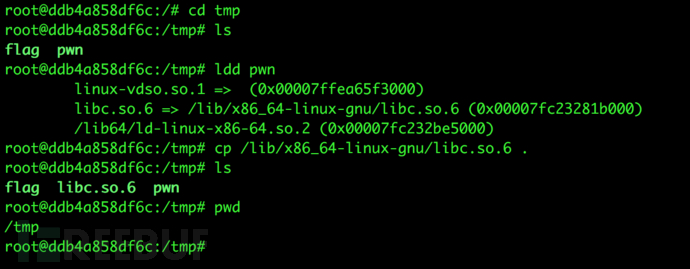 root@ddb4a858df6c:/# cd tmp
root@ddb4a858df6c:/tmp# ls
flag  pwn
root@ddb4a858df6c:/tmp# ldd pwn
        linux-vdso.so.1 =>  (0x00007ffea65f3000)
        libc.so.6 => /lib/x86_64-linux-gnu/libc.so.6 (0x00007fc23281b000)
        /lib64/ld-linux-x86-64.so.2 (0x00007fc232be5000)
root@ddb4a858df6c:/tmp# cp /lib/x86_64-linux-gnu/libc.so.6 .
root@ddb4a858df6c:/tmp# ls
flag  libc.so.6  pwn
root@ddb4a858df6c:/tmp# pwd
/tmp
root@ddb4a858df6c:/tmp#
REEBUF